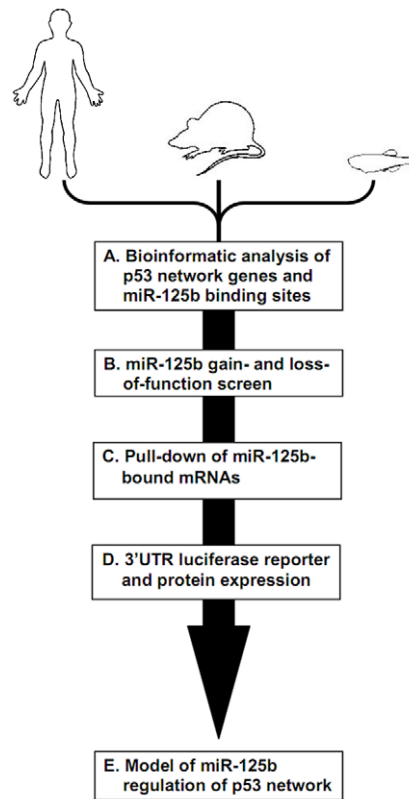 A. Bioinformatic analysis of
p53 network genes and
miR-125b binding sites
B. miR-125b gain- and loss-
of-function screen
C. Pull-down of miR-125b-
bound mRNAs
D. 3'UTR luciferase reporter
and protein expression
E. Model of miR-125b
regulation of p53 network